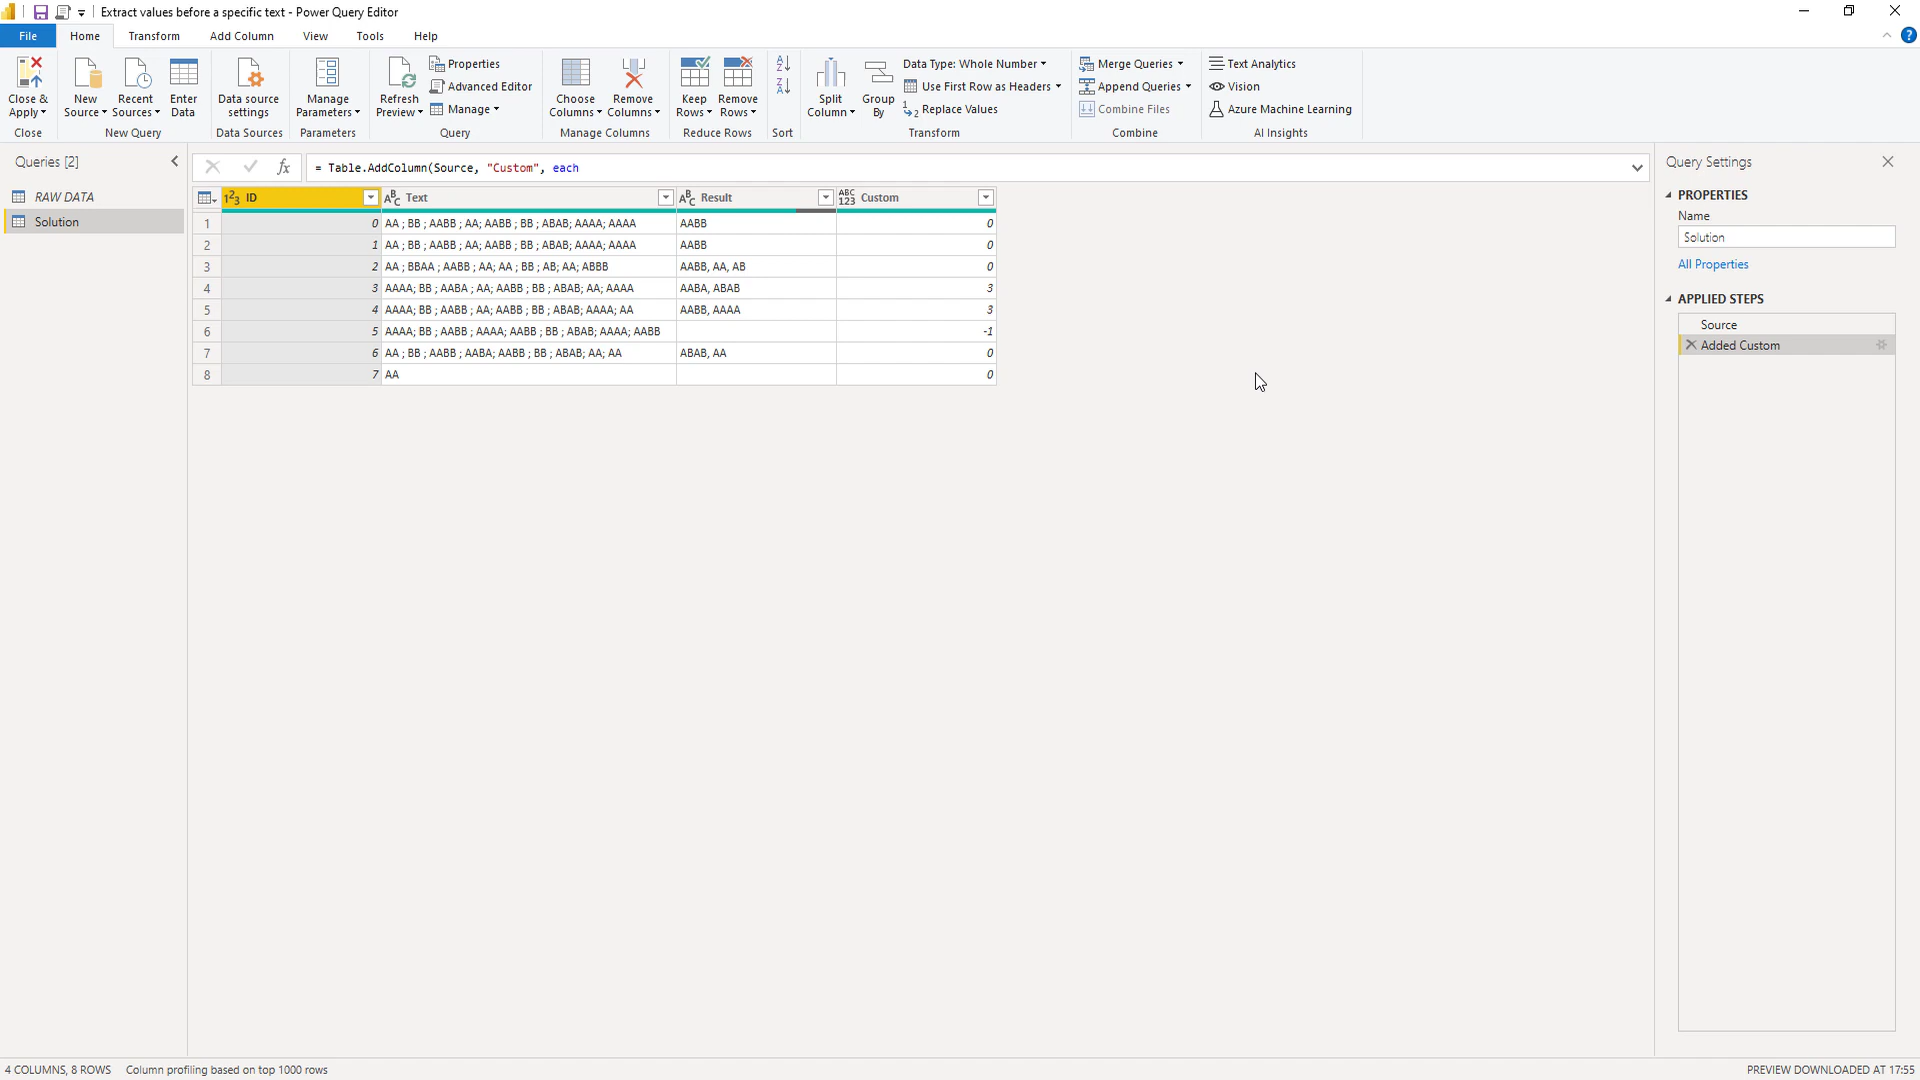 Extract values before a specific text - Power Query Editor
File Home Transform Add Column View Tools Help
Close & Apply
New Source
Recent Sources
Enter Data
Data source settings
Manage Parameters
Refresh Preview
Properties
Advanced Editor
Manage
Choose Columns
Remove Columns
Keep Rows
Remove Rows
Split Column
Group By
Data Type: Whole Number
Use First Row as Headers
Replace Values
Merge Queries
Append Queries
Combine Files
Text Analytics
Vision
Azure Machine Learning
Close New Query Data Sources Parameters Query Manage Columns Reduce Rows Sort Transform Combine AI Insights
Queries [2]
RAW DATA
Solution
fx = Table.AddColumn(Source, "Custom", each
ID Text Result Custom
1 0 AA ; BB ; AABB ; AA; AABB ; BB ; ABAB; AAAA; AAAA AABB 0
2 1 AA ; BB ; AABB ; AA; AABB ; BB ; ABAB; AAAA; AAAA AABB 0
3 2 AA ; BBAA ; AABB ; AA; AA ; BB ; AB; AA; ABBB AABB, AA, AB 0
4 3 AAAA; BB ; AABA ; AA; AABB ; BB ; ABAB; AA; AAAA AABA, ABAB 3
5 4 AAAA; BB ; AABB ; AA; AABB ; BB ; ABAB; AAAA; AA AABB, AAAA 3
6 5 AAAA; BB ; AABB ; AAAA; AABB ; BB ; ABAB; AAAA; AABB -1
7 6 AA ; BB ; AABB ; AABA; AABB ; BB ; ABAB; AA; AA ABAB, AA 0
8 7 AA 0
Query Settings
PROPERTIES
Name
Solution
All Properties
APPLIED STEPS
Source
Added Custom
4 COLUMNS, 8 ROWS Column profiling based on top 1000 rows
PREVIEW DOWNLOADED AT 17:55